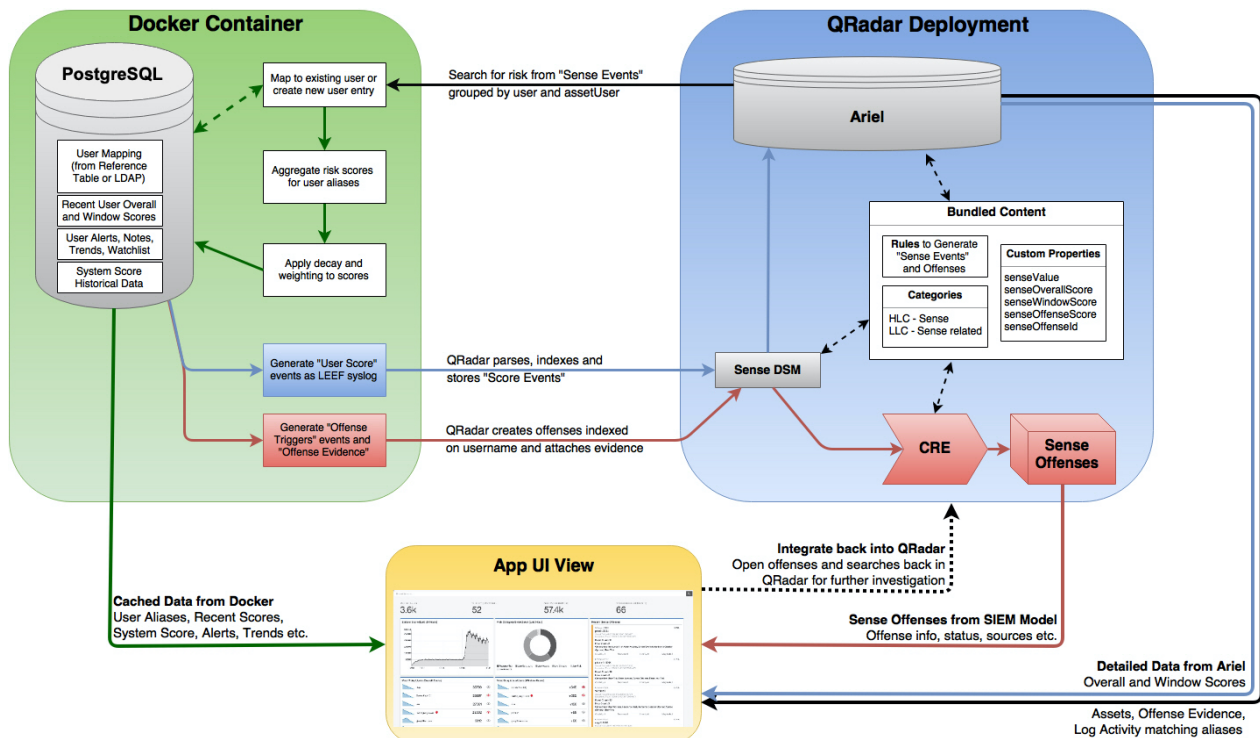 Docker Container
PostgreSQL
User Mapping
(from Reference
Table or LDAP)
Recent User Overall
and Window Scores
User Alerts, Notes,
Trends, Watchlist
System Score
Historical Data
Map to existing user or
create new user entry
Aggregate risk scores
for user aliases
Apply decay and
weighting to scores
Generate "User Score"
events as LEEF syslog
Generate "Offense
Triggers" events and
"Offense Evidence"
Search for risk from "Sense Events"
grouped by user and assetUser
QRadar parses, indexes and
stores "Score Events"
QRadar creates offenses indexed
on username and attaches evidence
QRadar Deployment
Ariel
Bundled Content
Rules to Generate
"Sense Events"
and Offenses
Categories
HLC - Sense
LLC - Sense related
Custom Properties
senseValue
senseOverallScore
senseWindowScore
senseOffenseScore
senseOffenseId
Sense DSM
CRE
Sense
Offenses
Integrate back into QRadar
Open offenses and searches back in
QRadar for further investigation
App UI View
3.6k
52
57.4k
66
Cached Data from Docker
User Aliases, Recent Scores,
System Score, Alerts, Trends etc.
Sense Offenses from SIEM Model
Offense info, status, sources etc.
Detailed Data from Ariel
Overall and Window Scores
Assets, Offense Evidence,
Log Activity matching aliases